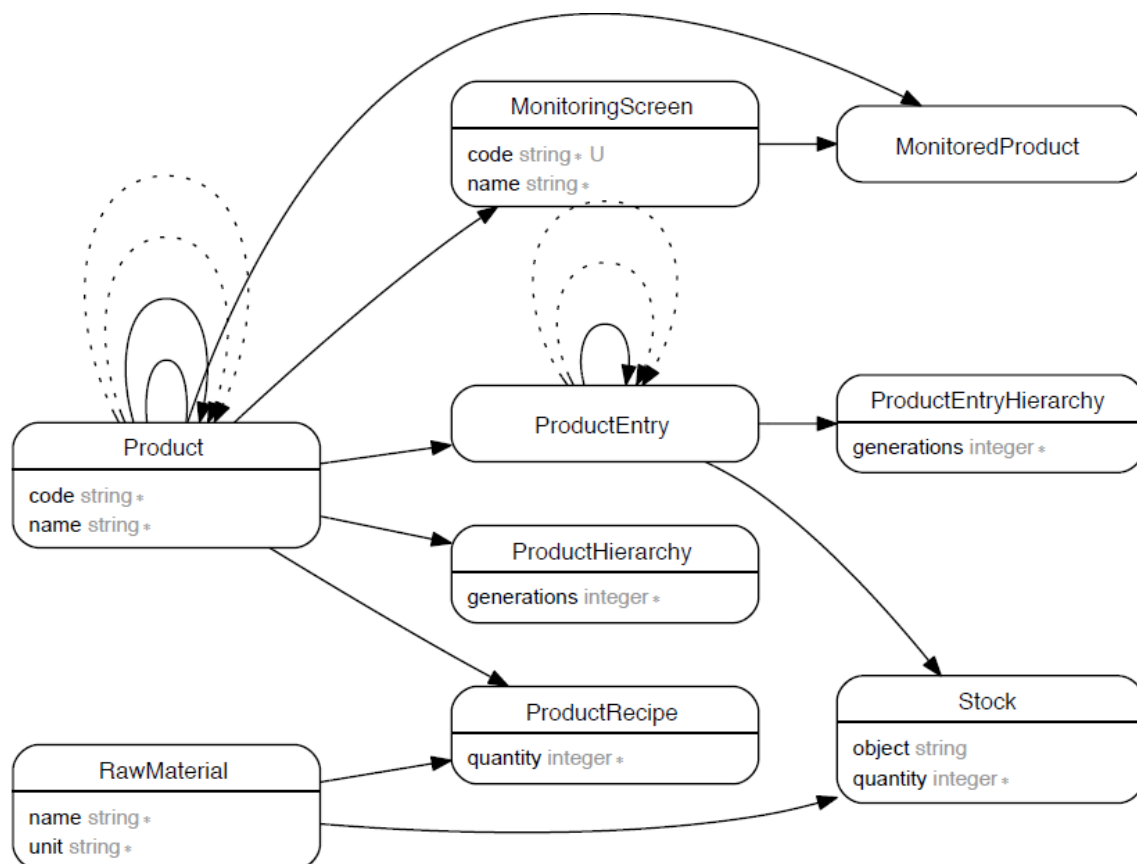 MonitoringScreen
code string * U
name string *
MonitoredProduct
Product
code string *
name string *
ProductEntry
ProductEntryHierarchy
generations integer *
ProductHierarchy
generations integer *
ProductRecipe
quantity integer *
Stock
object string
quantity integer *
RawMaterial
name string *
unit string *